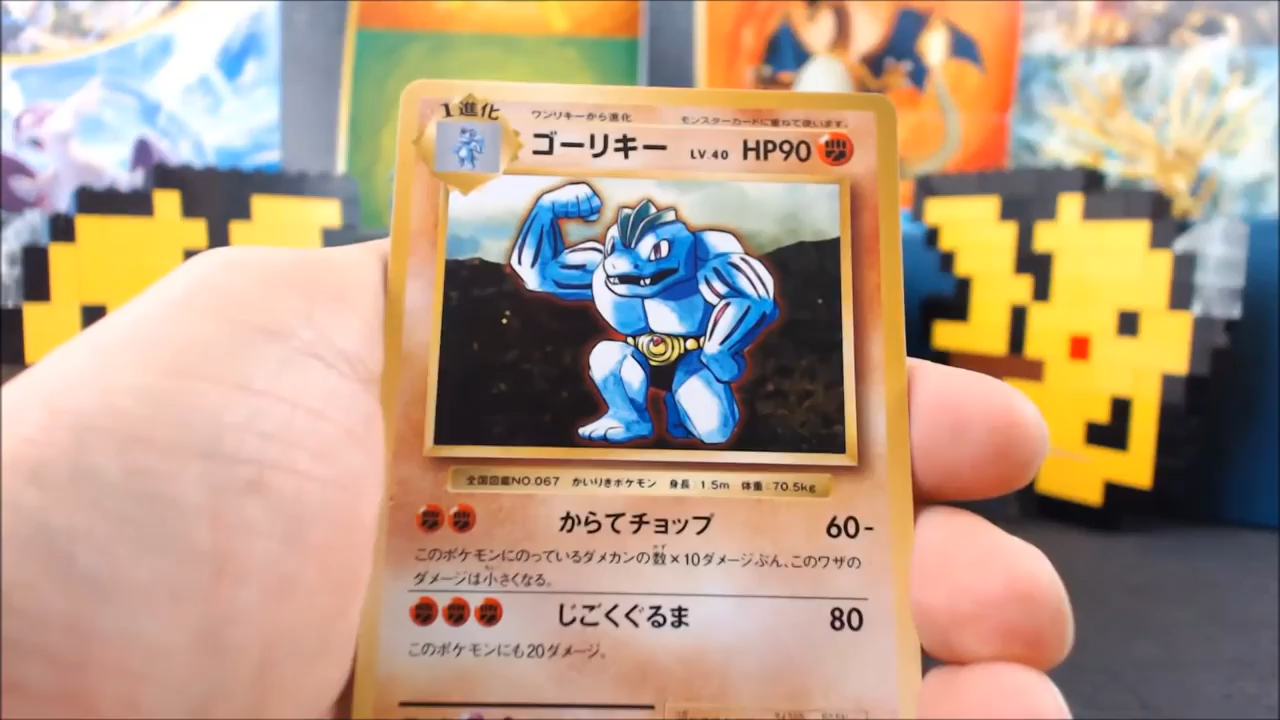 1進化
ワンリキーから進化 モンスターカードに重ねて使います。
ゴーリキー LV.40 HP90
全国図鑑NO.067 かいりきポケモン 身長:1.5m 体重:70.5kg
からてチョップ 60-
このポケモンにのっているダメカンの数×10ダメージぶん、このワザの
ダメージは小さくなる。
じごくぐるま 80
このポケモンにも20ダメージ。